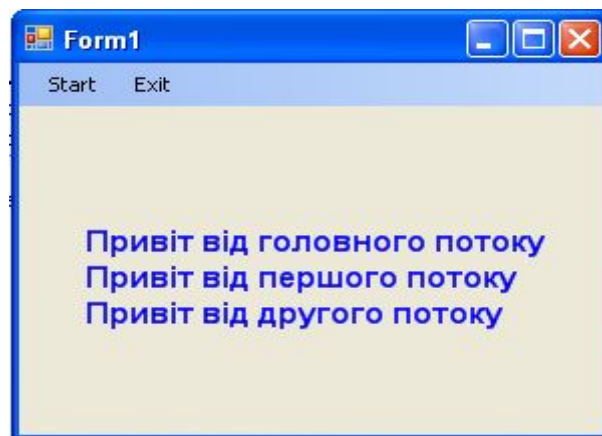 Form1
Start Exit
Привіт від головного потоку
Привіт від першого потоку
Привіт від другого потоку